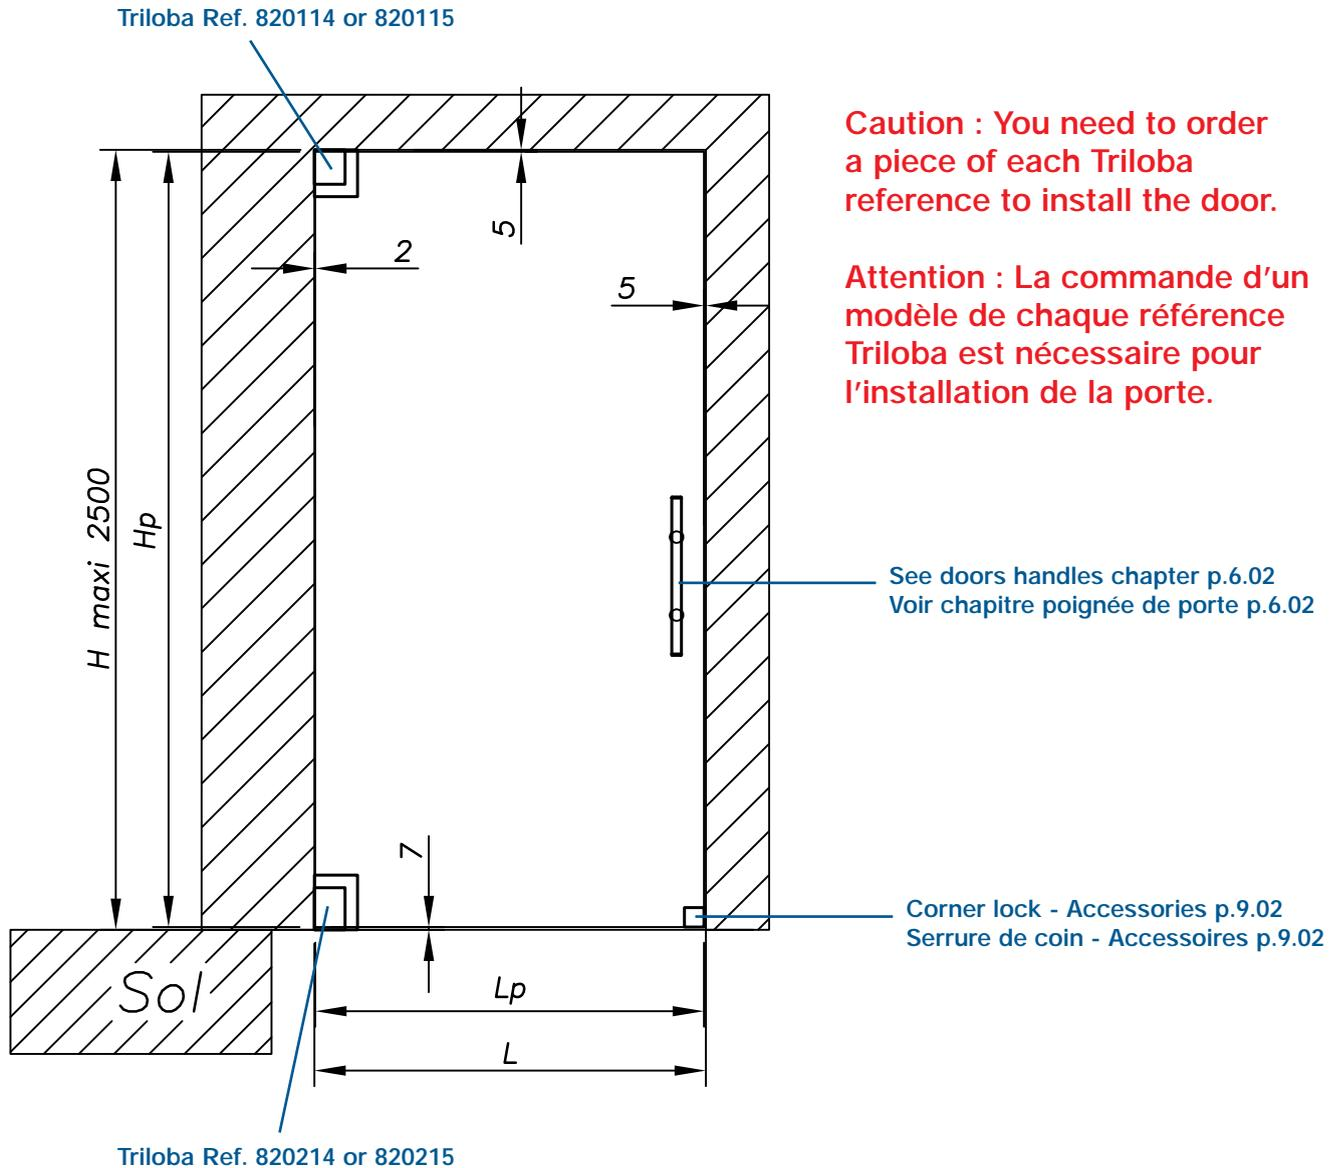 Triloba Ref. 820114 or 820115
Caution : You need to order
a piece of each Triloba
reference to install the door.
Attention : La commande d'un
modèle de chaque référence
Triloba est nécessaire pour
l'installation de la porte.
5
2
5
H maxi 2500
Hp
See doors handles chapter p.6.02
Voir chapitre poignée de porte p.6.02
7
Corner lock - Accessories p.9.02
Serrure de coin - Accessoires p.9.02
Sol
Lp
L
Triloba Ref. 820214 or 820215